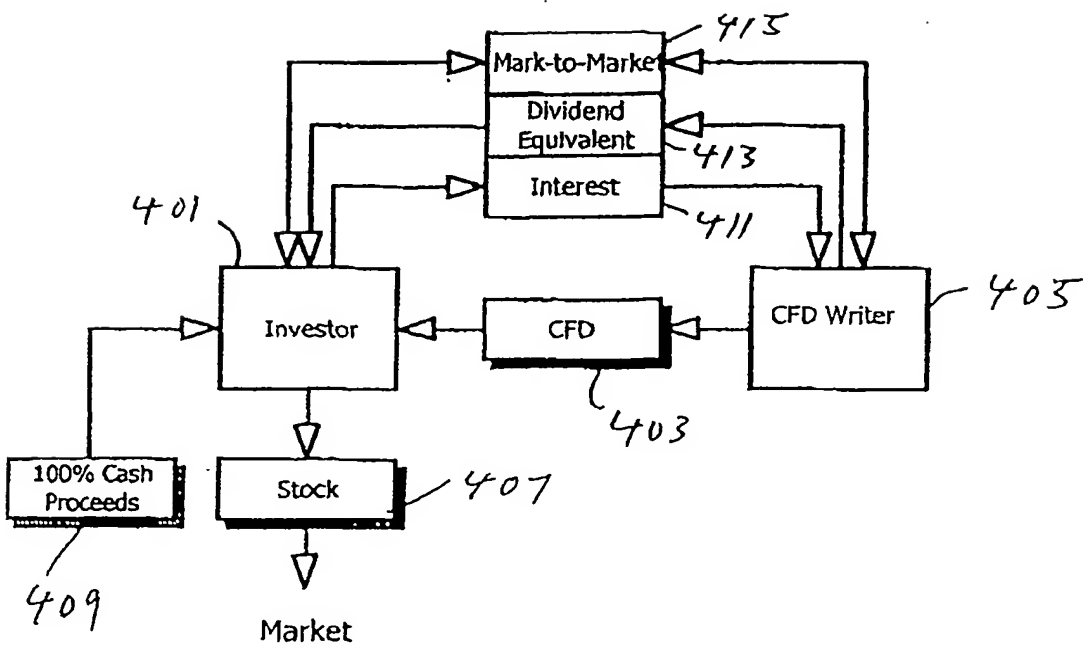 415
Mark-to-Market
Dividend
Equivalent
413
Interest
411
401
Investor
CFD
CFD Writer
405
403
100% Cash
Proceeds
Stock
407
409
Market